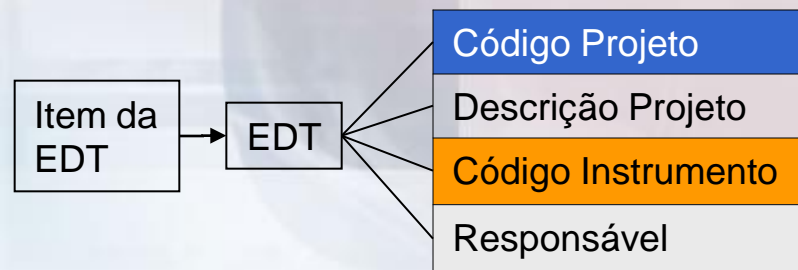 Item da
EDT
EDT
Código Projeto
Descrição Projeto
Código Instrumento
Responsável